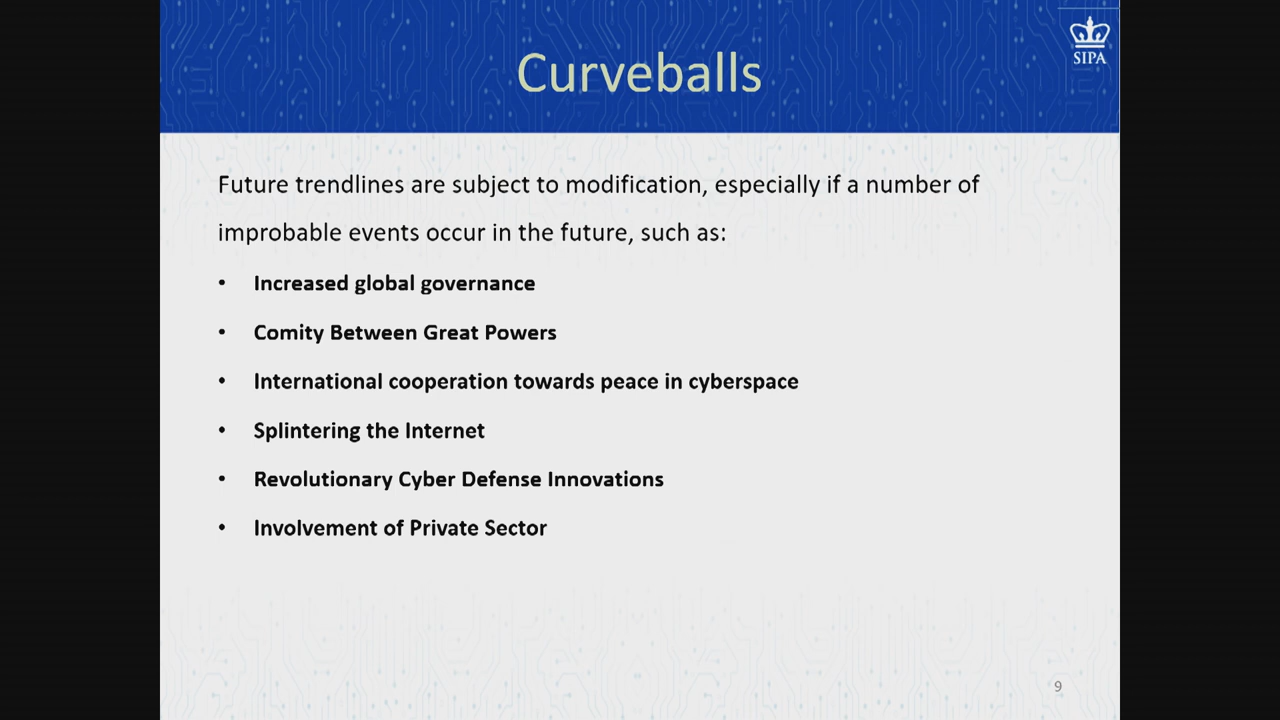 Curveballs
SIPA
Future trendlines are subject to modification, especially if a number of
improbable events occur in the future, such as:
• Increased global governance
• Comity Between Great Powers
• International cooperation towards peace in cyberspace
• Splintering the Internet
• Revolutionary Cyber Defense Innovations
• Involvement of Private Sector
9